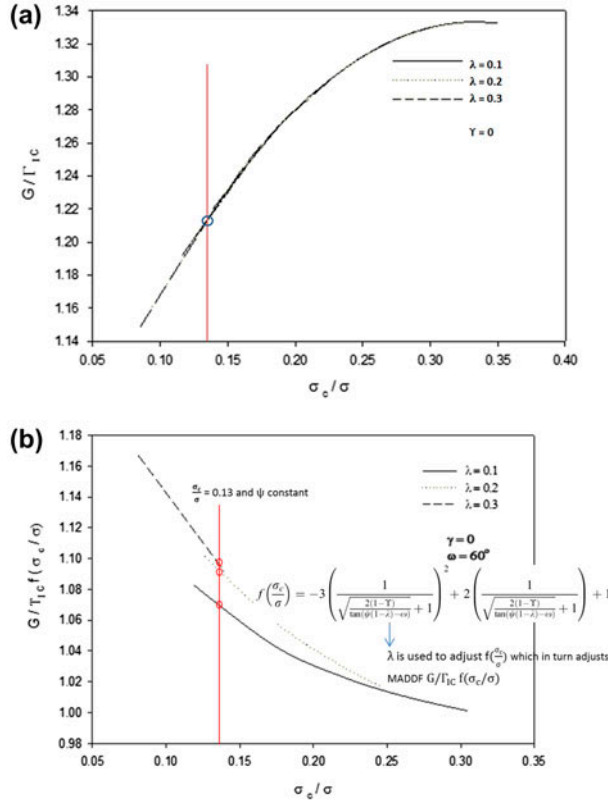 (a)
1.34
1.32
1.30
1.28
1.26
1.24
1.22
1.20
1.18
1.16
1.14
G / Γ I C
λ = 0.1
λ = 0.2
λ = 0.3
ϒ = 0
0.05 0.10 0.15 0.20 0.25 0.30 0.35 0.40
σ c / σ
(b)
1.18
1.16
1.14
1.12
1.10
1.08
1.06
1.04
1.02
1.00
0.98
G / T I C f ( σ c / σ)
σc/σ = 0.13 and ψ constant
λ = 0.1
λ = 0.2
λ = 0.3
γ = 0
ω = 60°
f(σc/σ) = −3 (1 / (√(2(1−ϒ) / tan(ψ(1−λ)−ω)) + 1))² + 2 (1 / (√(2(1−ϒ) / tan(ψ(1−λ)−ω)) + 1)) + 1
λ is used to adjust f(σc/σ) which in turn adjusts
MADDF G/ΓIC f(σc/σ)
0.05 0.10 0.15 0.20 0.25 0.30 0.35
σ c / σ